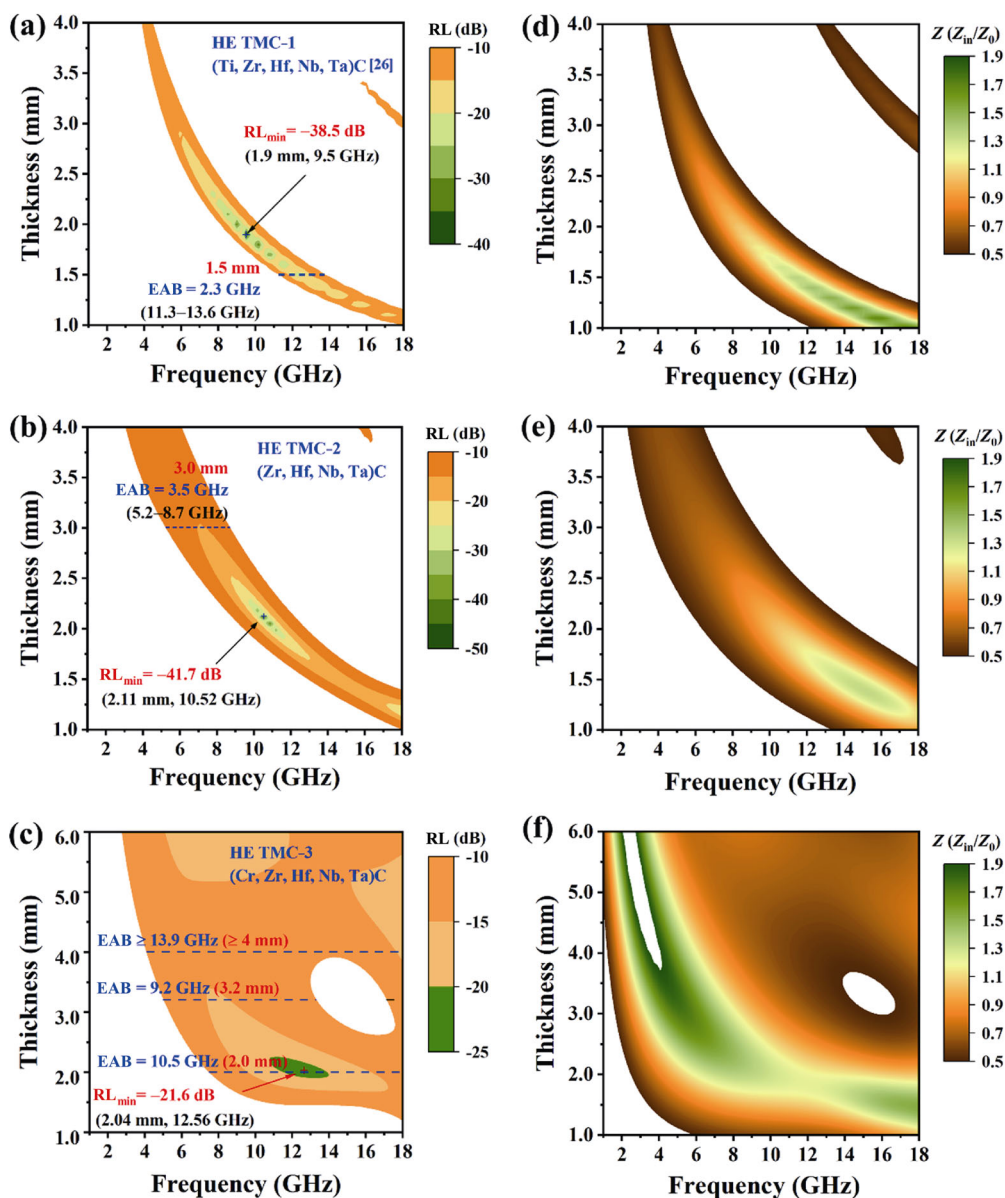 (a)
HE TMC-1
(Ti, Zr, Hf, Nb, Ta)C [26]
RLmin= −38.5 dB
(1.9 mm, 9.5 GHz)
1.5 mm
EAB = 2.3 GHz
(11.3–13.6 GHz)
4.0
3.5
3.0
2.5
2.0
1.5
1.0
Thickness (mm)
2 4 6 8 10 12 14 16 18
Frequency (GHz)
RL (dB)
-10
-20
-30
-40
(d)
4.0
3.5
3.0
2.5
2.0
1.5
1.0
Thickness (mm)
2 4 6 8 10 12 14 16 18
Frequency (GHz)
Z (Zin/Z0)
1.9
1.7
1.5
1.3
1.1
0.9
0.7
0.5
(b)
HE TMC-2
(Zr, Hf, Nb, Ta)C
3.0 mm
EAB = 3.5 GHz
(5.2–8.7 GHz)
RLmin= −41.7 dB
(2.11 mm, 10.52 GHz)
4.0
3.5
3.0
2.5
2.0
1.5
1.0
Thickness (mm)
2 4 6 8 10 12 14 16 18
Frequency (GHz)
RL (dB)
-10
-20
-30
-40
-50
(e)
4.0
3.5
3.0
2.5
2.0
1.5
1.0
Thickness (mm)
2 4 6 8 10 12 14 16 18
Frequency (GHz)
Z (Zin/Z0)
1.9
1.7
1.5
1.3
1.1
0.9
0.7
0.5
(c)
HE TMC-3
(Cr, Zr, Hf, Nb, Ta)C
EAB ≥ 13.9 GHz (≥ 4 mm)
EAB = 9.2 GHz (3.2 mm)
EAB = 10.5 GHz (2.0 mm)
RLmin= −21.6 dB
(2.04 mm, 12.56 GHz)
6.0
5.0
4.0
3.0
2.0
1.0
Thickness (mm)
2 4 6 8 10 12 14 16 18
Frequency (GHz)
RL (dB)
-10
-15
-20
-25
(f)
6.0
5.0
4.0
3.0
2.0
1.0
Thickness (mm)
2 4 6 8 10 12 14 16 18
Frequency (GHz)
Z (Zin/Z0)
1.9
1.7
1.5
1.3
1.1
0.9
0.7
0.5